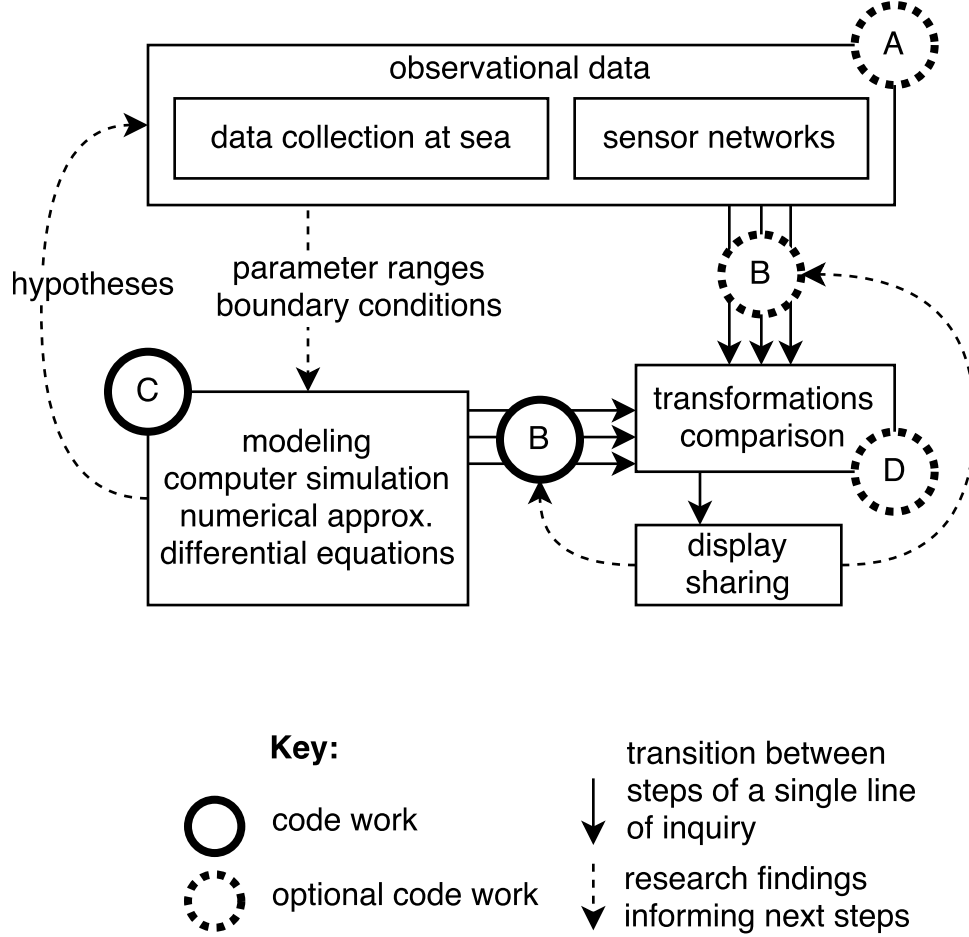 A
observational data
data collection at sea
sensor networks
hypotheses
parameter ranges
boundary conditions
B
C
modeling
computer simulation
numerical approx.
differential equations
B
transformations
comparison
D
display
sharing
Key:
code work
optional code work
transition between
steps of a single line
of inquiry
research findings
informing next steps